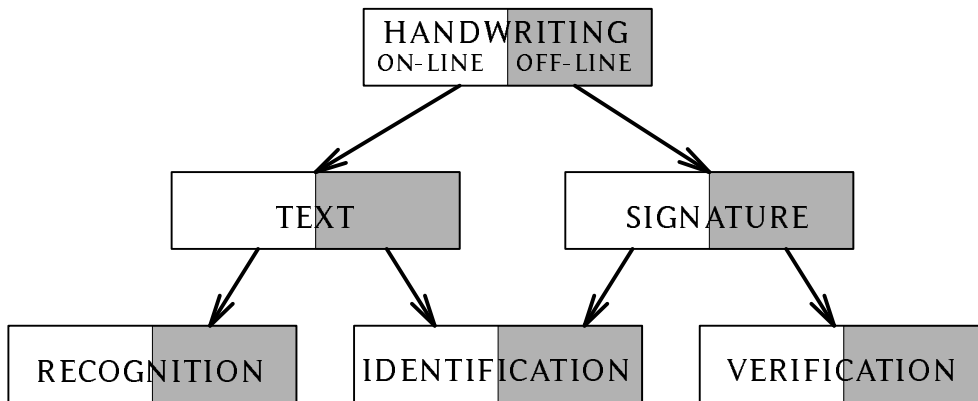 HANDWRITING
ON-LINE OFF-LINE
TEXT SIGNATURE
RECOGNITION IDENTIFICATION VERIFICATION